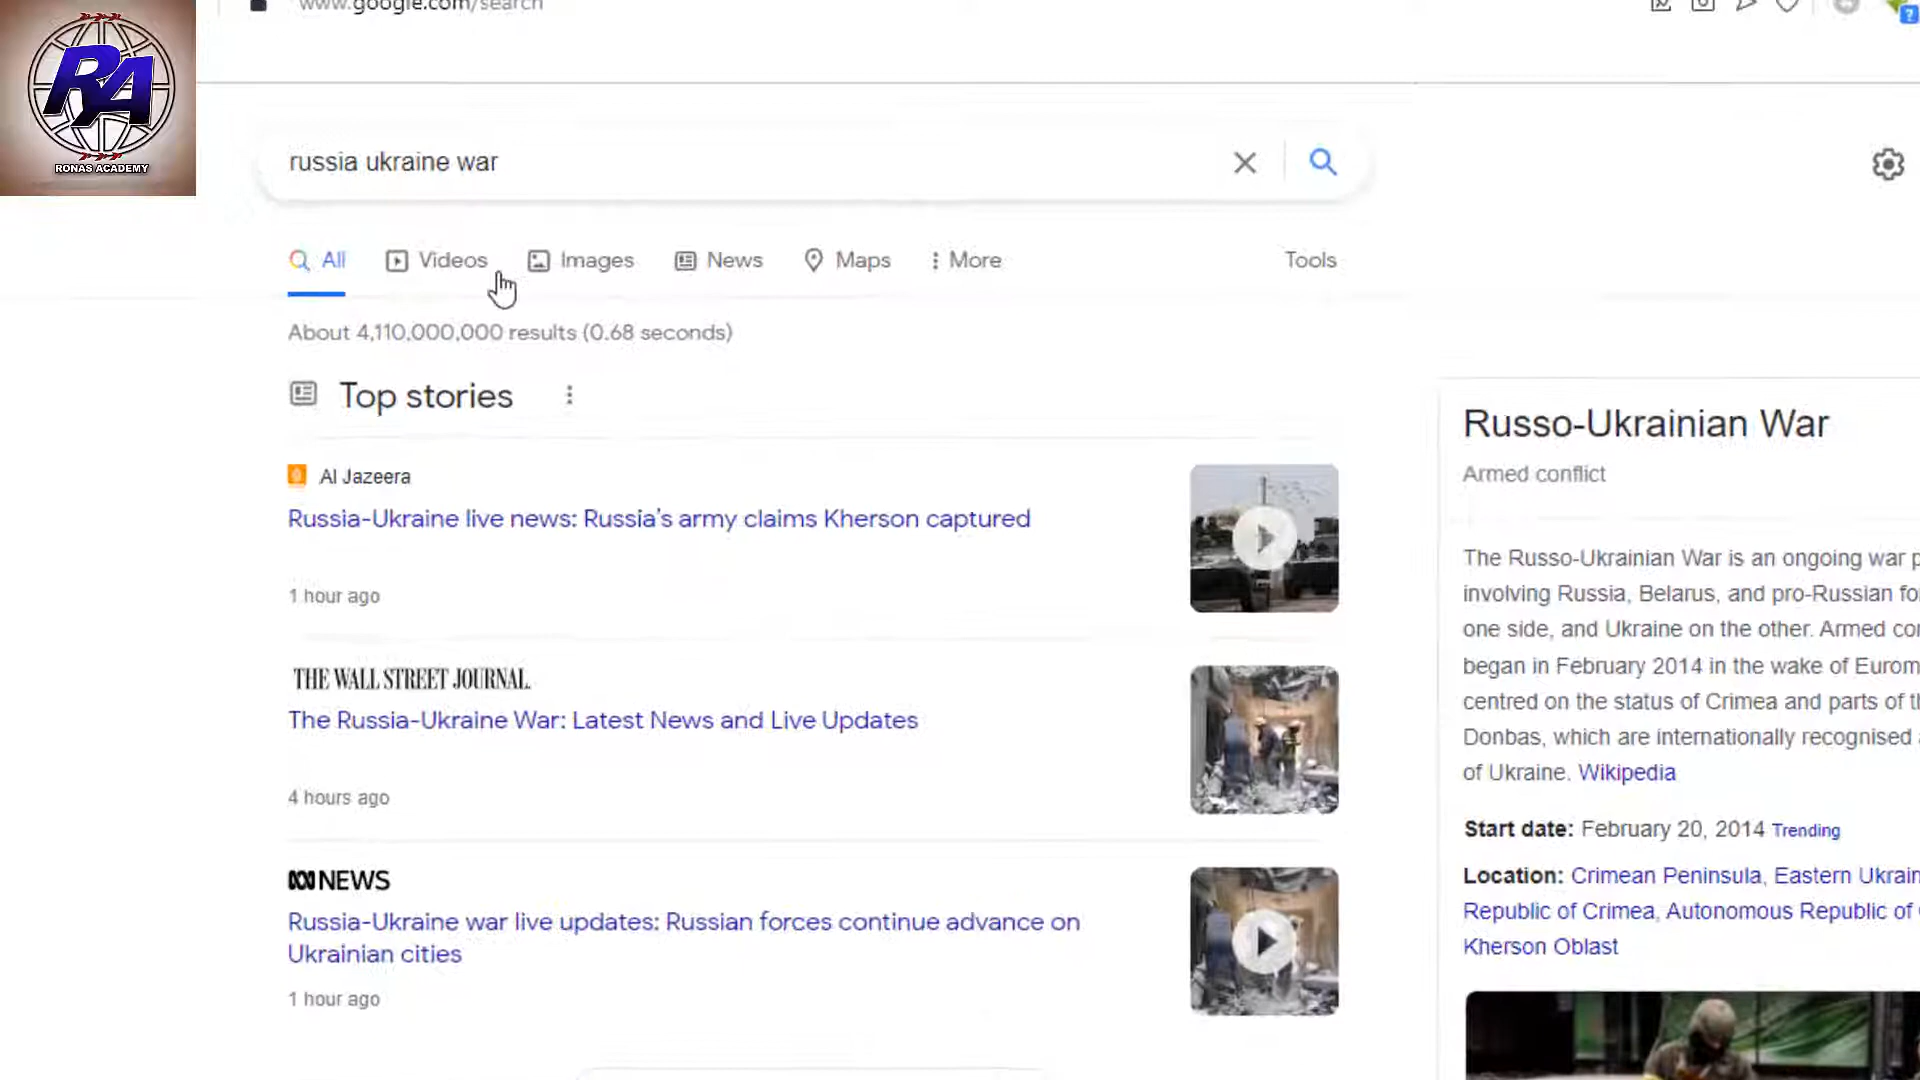 www.google.com/search
RA
RONAS ACADEMY
russia ukraine war
All
Videos
Images
News
Maps
More
Tools
About 4,110,000,000 results (0.68 seconds)
Top stories
Al Jazeera
Russia-Ukraine live news: Russia's army claims Kherson captured
1 hour ago
THE WALL STREET JOURNAL.
The Russia-Ukraine War: Latest News and Live Updates
4 hours ago
NEWS
Russia-Ukraine war live updates: Russian forces continue advance on
Ukrainian cities
1 hour ago
Russo-Ukrainian War
Armed conflict
The Russo-Ukrainian War is an ongoing war p
involving Russia, Belarus, and pro-Russian fo
one side, and Ukraine on the other. Armed co
began in February 2014 in the wake of Eurom
centred on the status of Crimea and parts of t
Donbas, which are internationally recognised
of Ukraine. Wikipedia
Start date: February 20, 2014 Trending
Location: Crimean Peninsula, Eastern Ukrain
Republic of Crimea, Autonomous Republic of
Kherson Oblast